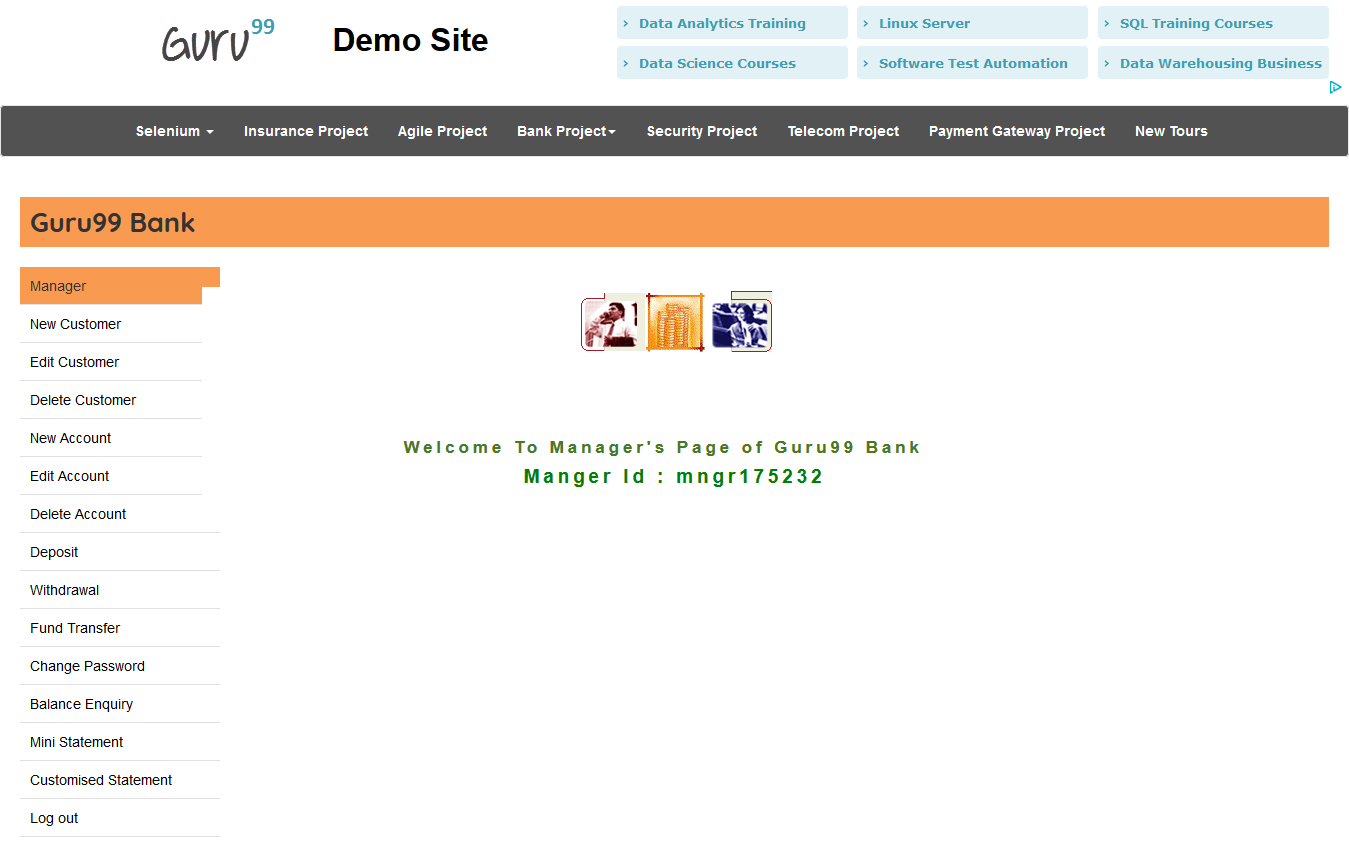 Guru99 Demo Site
› Data Analytics Training › Linux Server › SQL Training Courses
› Data Science Courses › Software Test Automation › Data Warehousing Business
Selenium Insurance Project Agile Project Bank Project Security Project Telecom Project Payment Gateway Project New Tours
Guru99 Bank
Manager
New Customer
Edit Customer
Delete Customer
New Account
Edit Account
Delete Account
Deposit
Withdrawal
Fund Transfer
Change Password
Balance Enquiry
Mini Statement
Customised Statement
Log out
Welcome To Manager's Page of Guru99 Bank
Manger Id : mngr175232